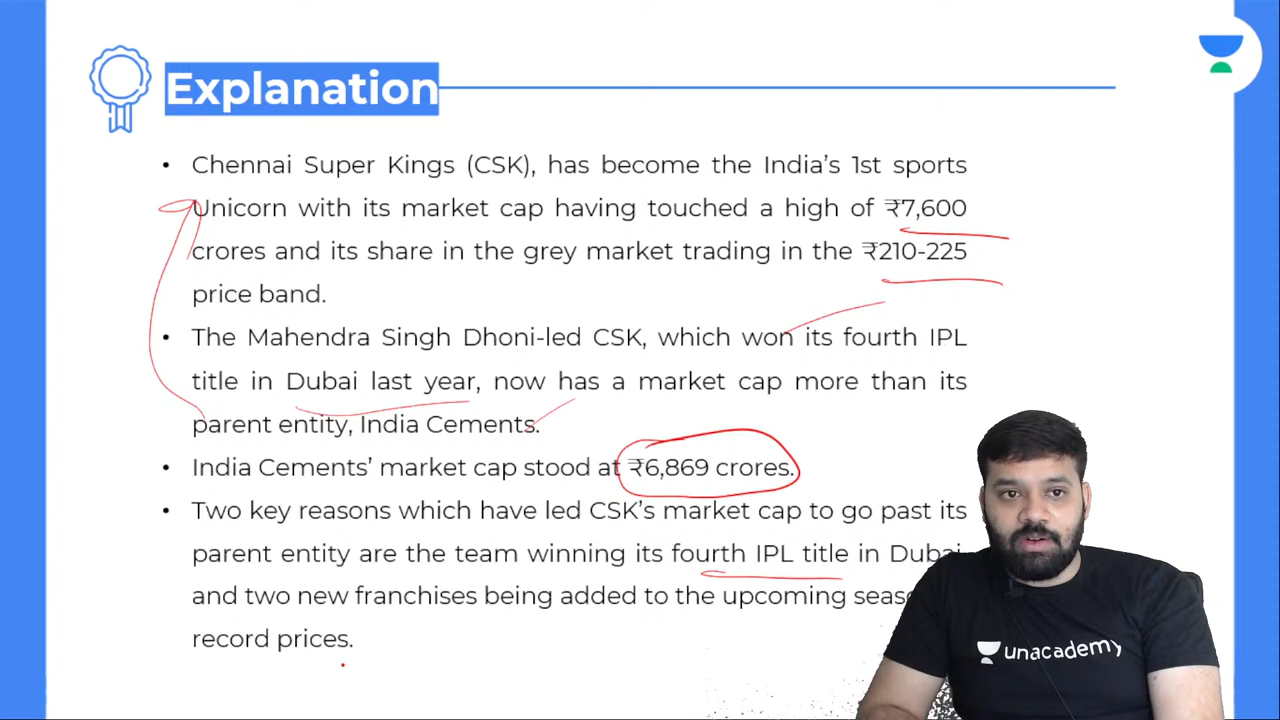 Explanation
• Chennai Super Kings (CSK), has become the India's 1st sports
Unicorn with its market cap having touched a high of ₹7,600
crores and its share in the grey market trading in the ₹210-225
price band.
• The Mahendra Singh Dhoni-led CSK, which won its fourth IPL
title in Dubai last year, now has a market cap more than its
parent entity, India Cements.
• India Cements' market cap stood at ₹6,869 crores.
• Two key reasons which have led CSK's market cap to go past its
parent entity are the team winning its fourth IPL title in Dubai
and two new franchises being added to the upcoming
record prices.
unacademy